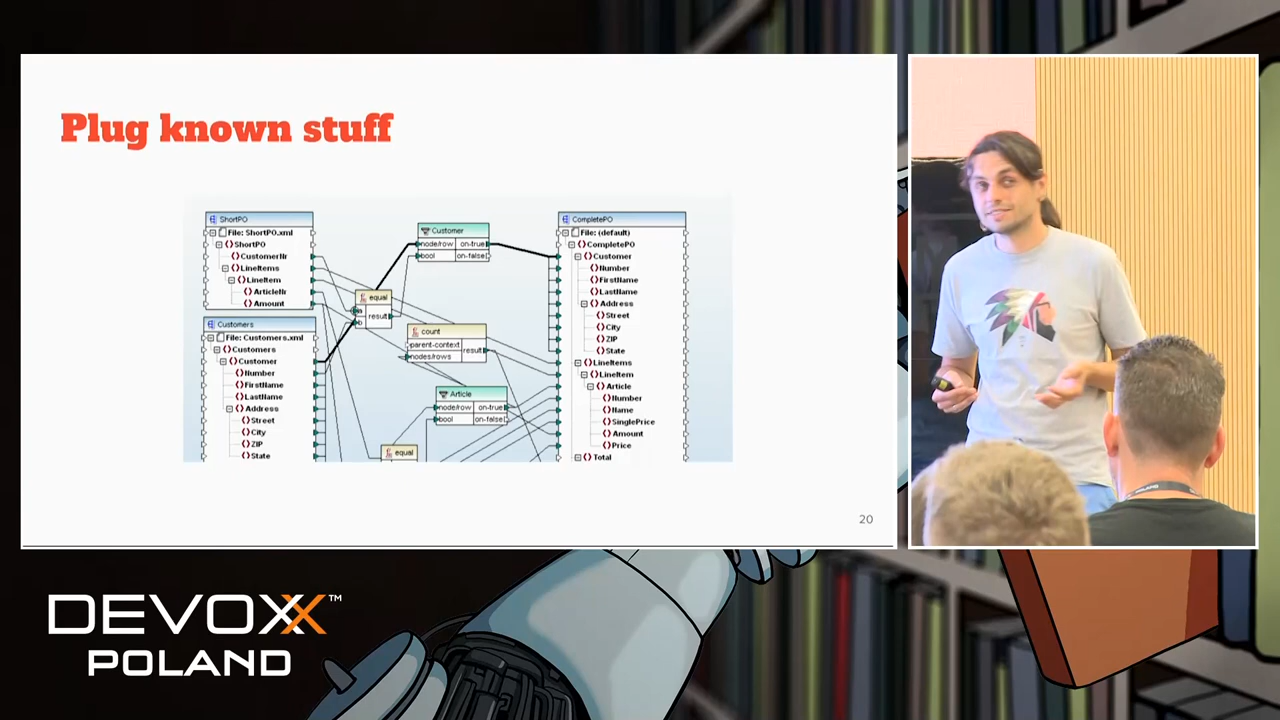 Plug known stuff
ShortPO
File: ShortPO.xml
ShortPO
CustomerNr
LineItems
LineItem
ArticleNr
Amount
Customers
File: Customers.xml
Customers
Customer
Number
FirstName
LastName
Address
Street
City
ZIP
State
Customer
node/row on-true
bool on-false
equal
a
b
result
count
parent-context
nodes/rows
result
Article
node/row on-true
bool on-false
equal
CompletePO
File: (default)
CompletePO
Customer
Number
FirstName
LastName
Address
Street
City
ZIP
State
LineItems
LineItem
Article
Number
Name
SinglePrice
Amount
Price
Total
20
POLAND
DEVOXX™
POLAND